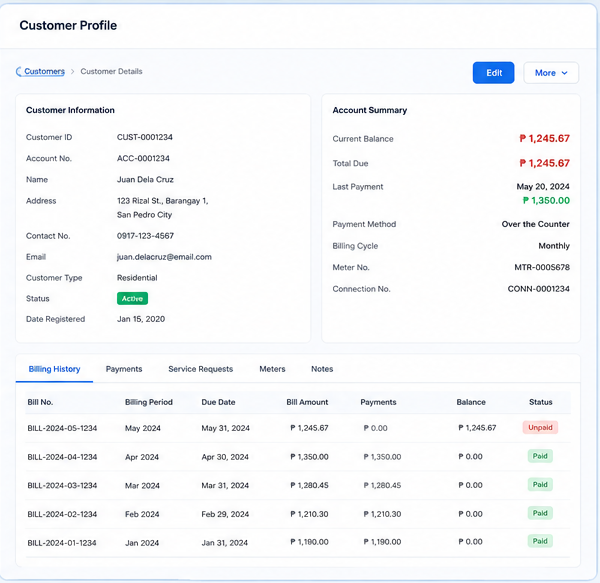 Customer Profile
Customers > Customer Details
Edit
More
Customer Information
Customer ID CUST-0001234
Account No. ACC-0001234
Name Juan Dela Cruz
Address 123 Rizal St., Barangay 1,
San Pedro City
Contact No. 0917-123-4567
Email juan.delacruz@email.com
Customer Type Residential
Status Active
Date Registered Jan 15, 2020
Account Summary
Current Balance ₱ 1,245.67
Total Due ₱ 1,245.67
Last Payment May 20, 2024
₱ 1,350.00
Payment Method Over the Counter
Billing Cycle Monthly
Meter No. MTR-0005678
Connection No. CONN-0001234
Billing History Payments Service Requests Meters Notes
Bill No. Billing Period Due Date Bill Amount Payments Balance Status
BILL-2024-05-1234 May 2024 May 31, 2024 ₱ 1,245.67 ₱ 0.00 ₱ 1,245.67 Unpaid
BILL-2024-04-1234 Apr 2024 Apr 30, 2024 ₱ 1,350.00 ₱ 1,350.00 ₱ 0.00 Paid
BILL-2024-03-1234 Mar 2024 Mar 31, 2024 ₱ 1,280.45 ₱ 1,280.45 ₱ 0.00 Paid
BILL-2024-02-1234 Feb 2024 Feb 29, 2024 ₱ 1,210.30 ₱ 1,210.30 ₱ 0.00 Paid
BILL-2024-01-1234 Jan 2024 Jan 31, 2024 ₱ 1,190.00 ₱ 1,190.00 ₱ 0.00 Paid